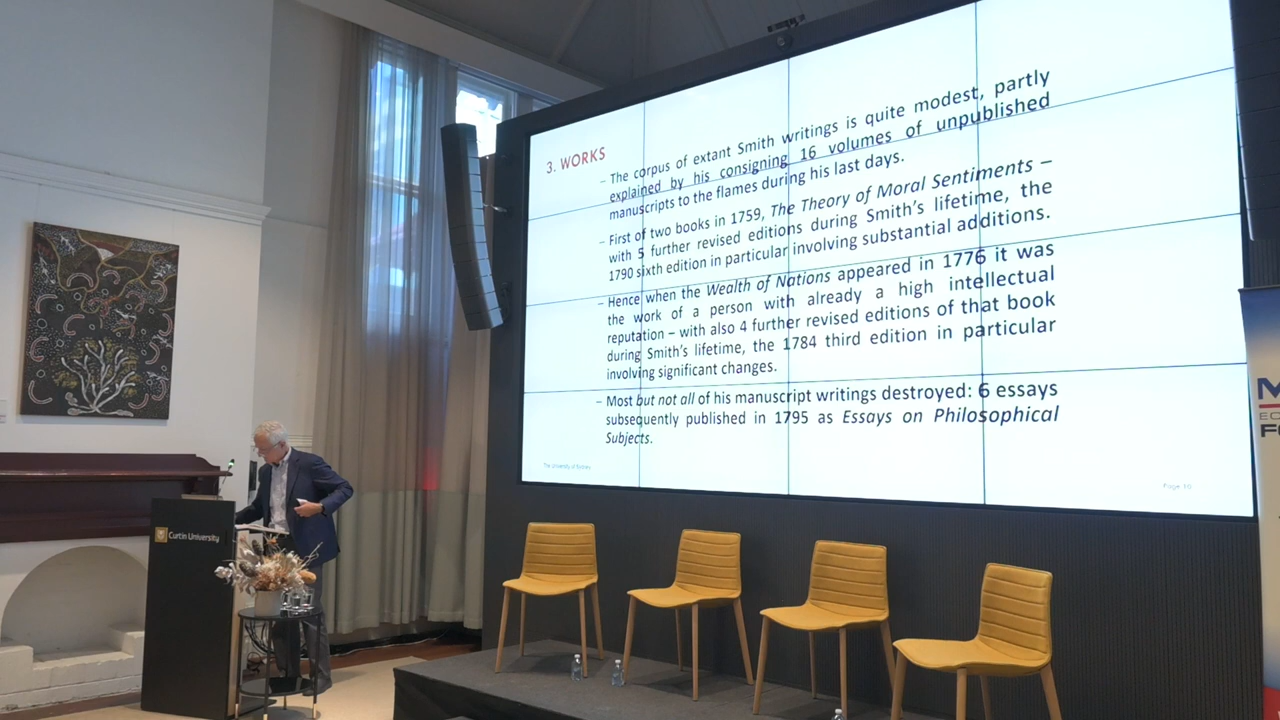 3. WORKS
– The corpus of extant Smith writings is quite modest, partly
explained by his consigning 16 volumes of unpublished
manuscripts to the flames during his last days.
– First of two books in 1759, The Theory of Moral Sentiments –
with 5 further revised editions during Smith's lifetime, the
1790 sixth edition in particular involving substantial additions.
– Hence when the Wealth of Nations appeared in 1776 it was
the work of a person with already a high intellectual
reputation – with also 4 further revised editions of that book
during Smith's lifetime, the 1784 third edition in particular
involving significant changes.
– Most but not all of his manuscript writings destroyed: 6 essays
subsequently published in 1795 as Essays on Philosophical
Subjects.
The University of Sydney
Page 10
Curtin University